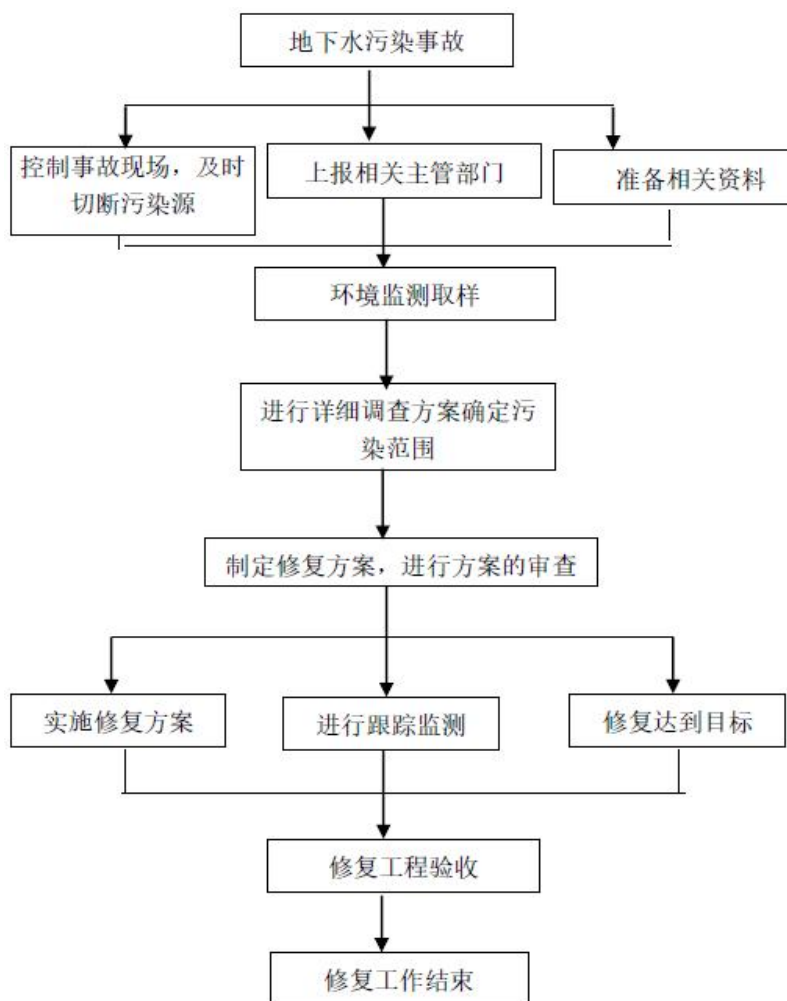 地下水污染事故
控制事故现场，及时
切断污染源
上报相关主管部门
准备相关资料
环境监测取样
进行详细调查方案确定污
染范围
制定修复方案，进行方案的审查
实施修复方案
进行跟踪监测
修复达到目标
修复工程验收
修复工作结束